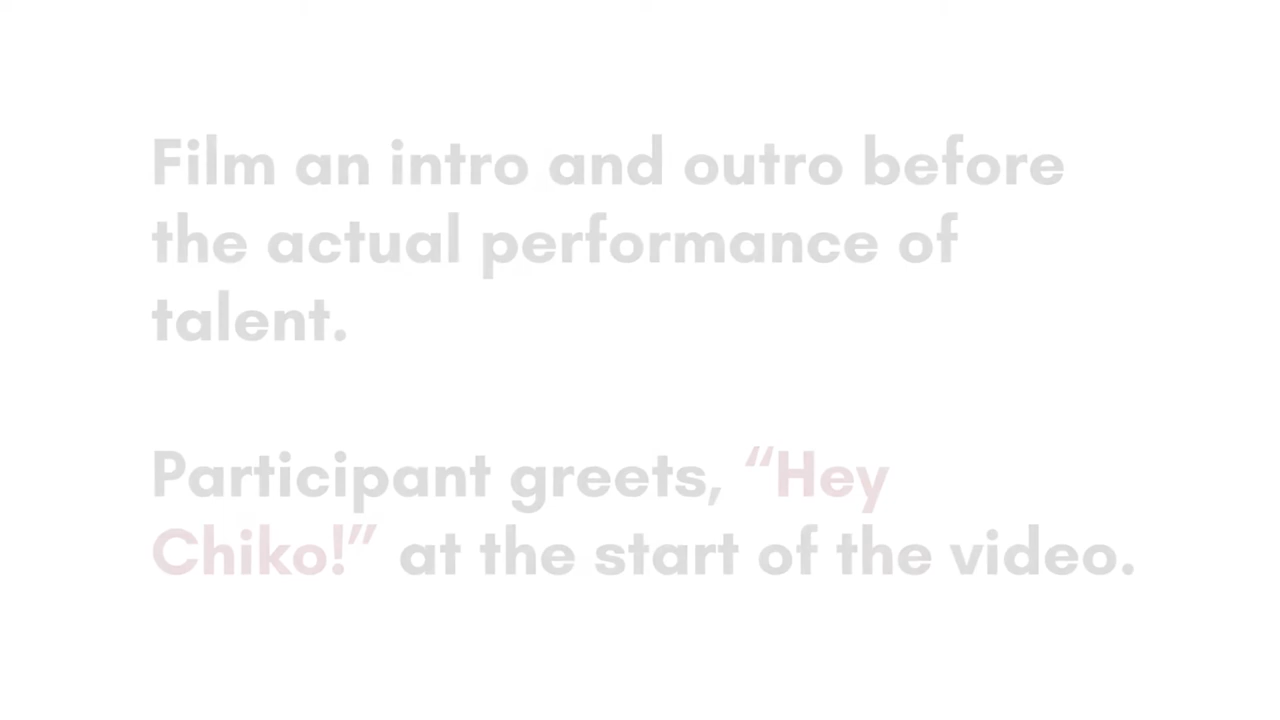 Film an intro and outro before
the actual performance of
talent.
Participant greets, “Hey
Chiko!” at the start of the video.